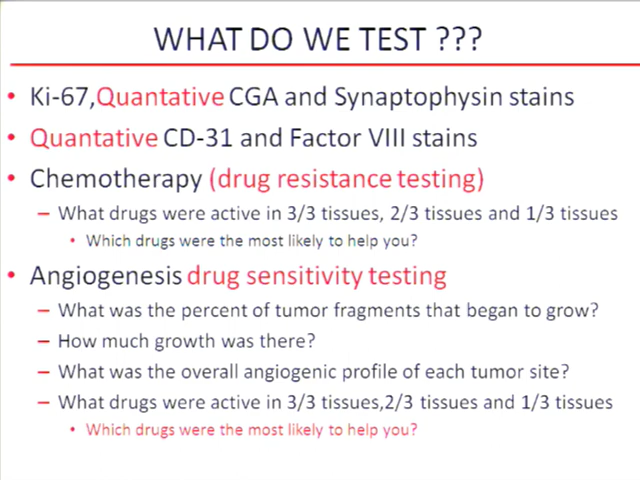 WHAT DO WE TEST ???
• Ki-67,Quantative CGA and Synaptophysin stains
• Quantative CD-31 and Factor VIII stains
• Chemotherapy (drug resistance testing)
– What drugs were active in 3/3 tissues, 2/3 tissues and 1/3 tissues
• Which drugs were the most likely to help you?
• Angiogenesis drug sensitivity testing
– What was the percent of tumor fragments that began to grow?
– How much growth was there?
– What was the overall angiogenic profile of each tumor site?
– What drugs were active in 3/3 tissues,2/3 tissues and 1/3 tissues
• Which drugs were the most likely to help you?